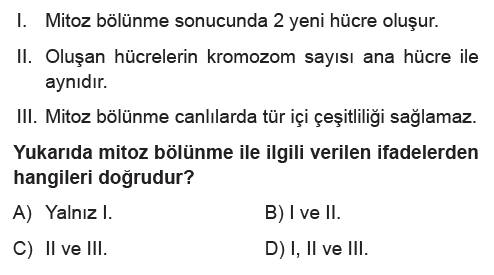 I. Mitoz bölünme sonucunda 2 yeni hücre oluşur.
II. Oluşan hücrelerin kromozom sayısı ana hücre ile
aynıdır.
III. Mitoz bölünme canlılarda tür içi çeşitliliği sağlamaz.
Yukarıda mitoz bölünme ile ilgili verilen ifadelerden
hangileri doğrudur?
A) Yalnız I. B) I ve II.
C) II ve III. D) I, II ve III.